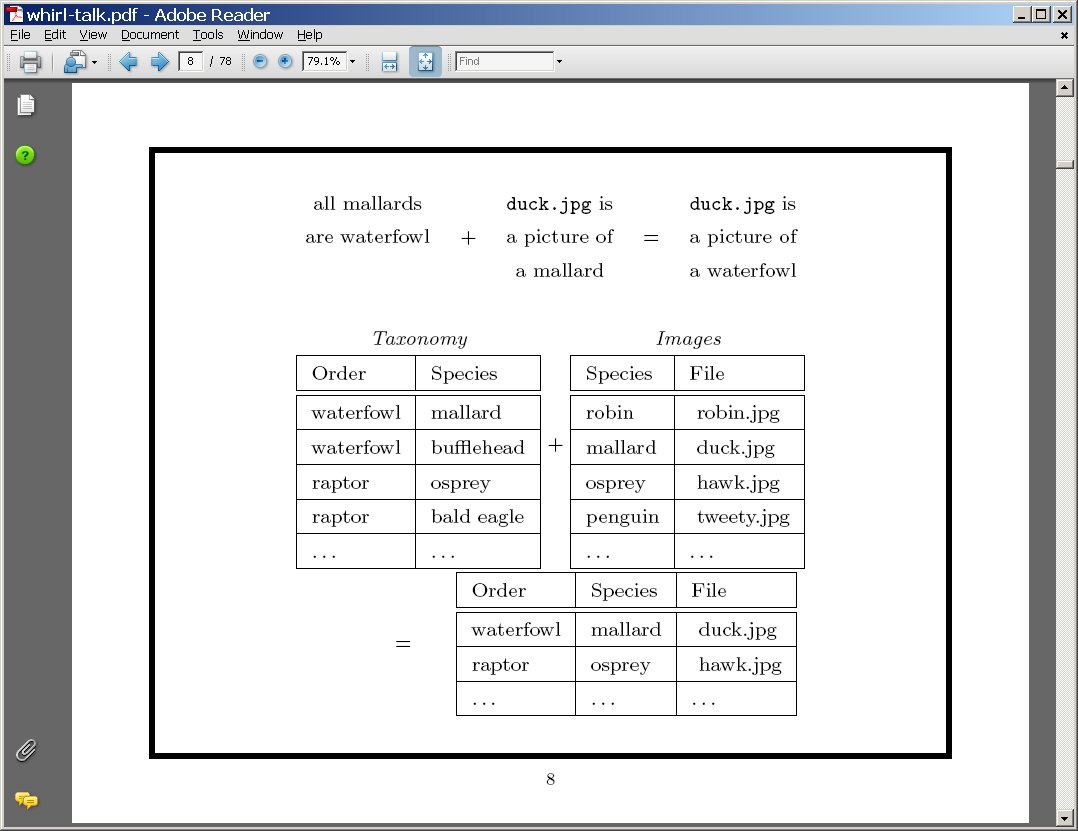 whirl-talk.pdf - Adobe Reader
File Edit View Document Tools Window Help
8 / 78 79.1% Find
all mallards duck.jpg is duck.jpg is
are waterfowl + a picture of = a picture of
a mallard a waterfowl
Taxonomy Images
Order Species Species File
waterfowl mallard robin robin.jpg
waterfowl bufflehead + mallard duck.jpg
raptor osprey osprey hawk.jpg
raptor bald eagle penguin tweety.jpg
... ... ... ...
Order Species File
= waterfowl mallard duck.jpg
raptor osprey hawk.jpg
... ... ...
8